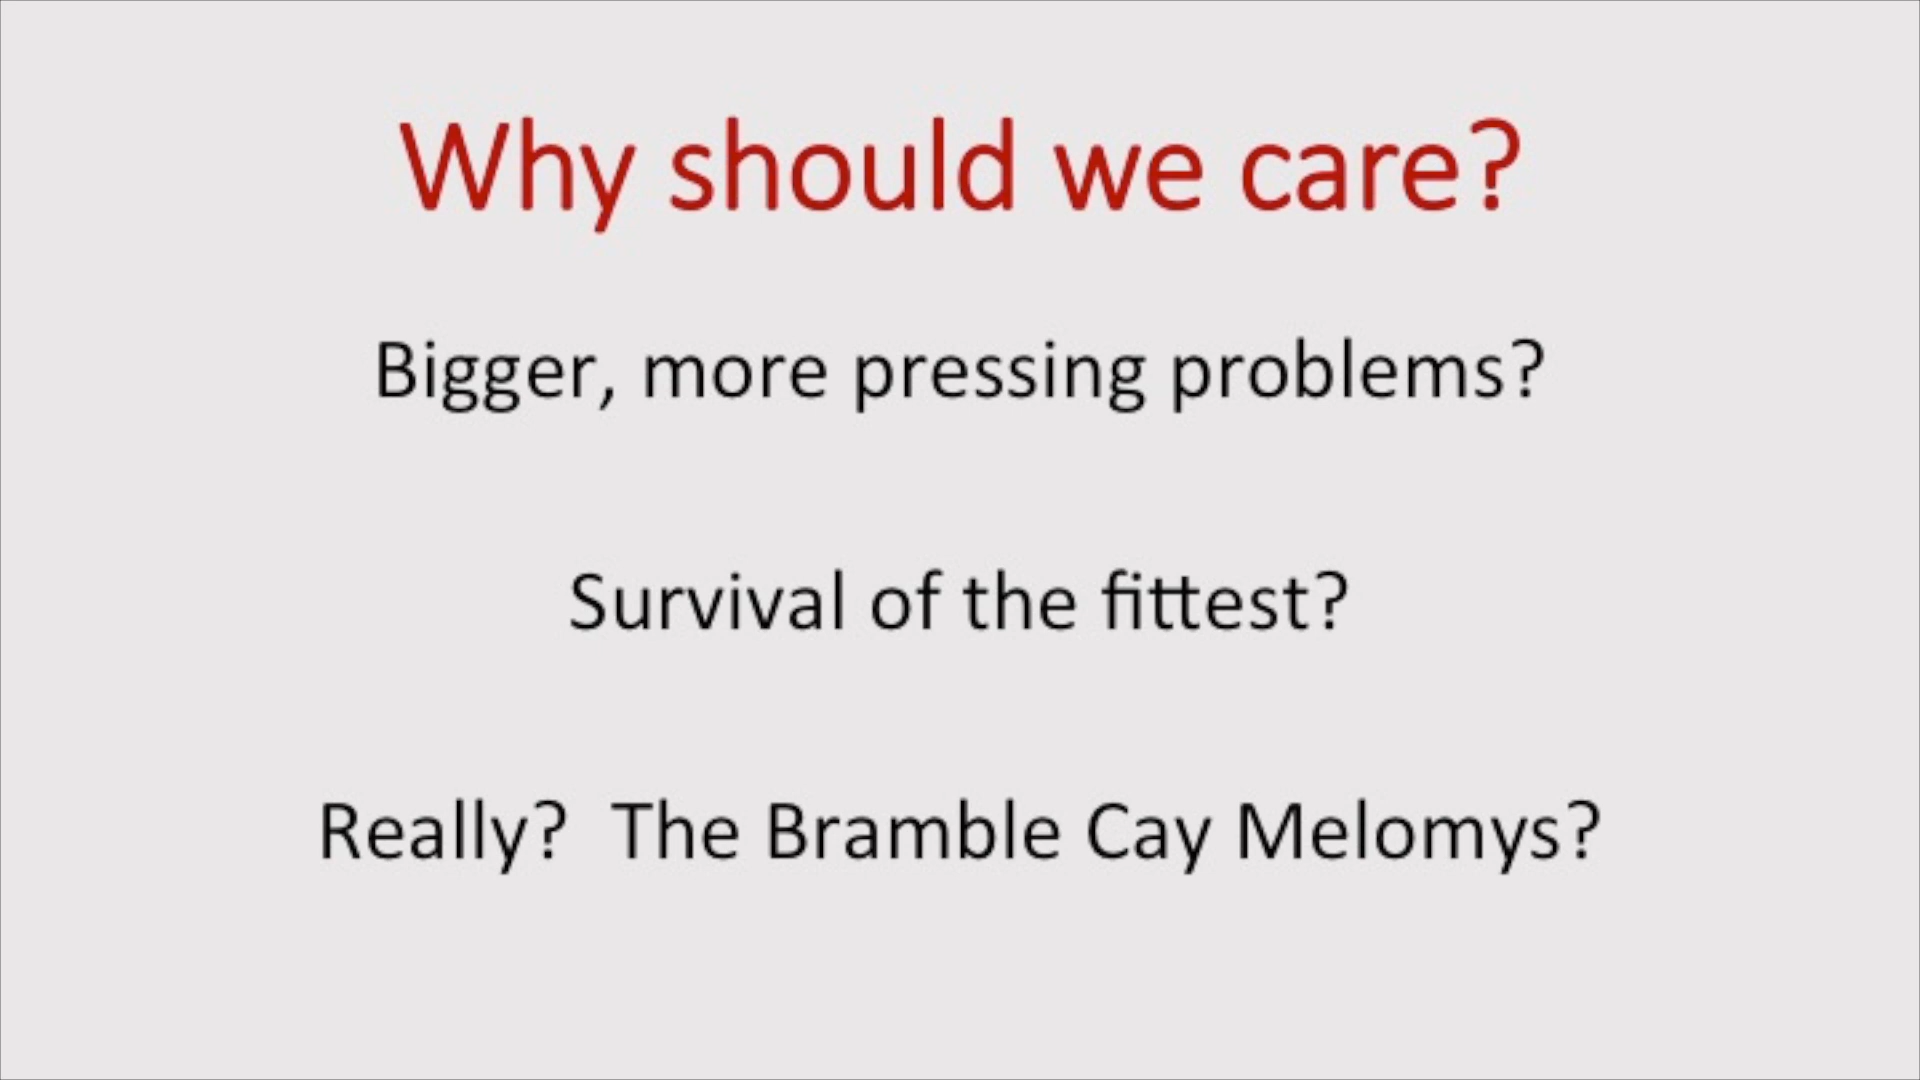 Why should we care?
Bigger, more pressing problems?
Survival of the fittest?
Really?  The Bramble Cay Melomys?